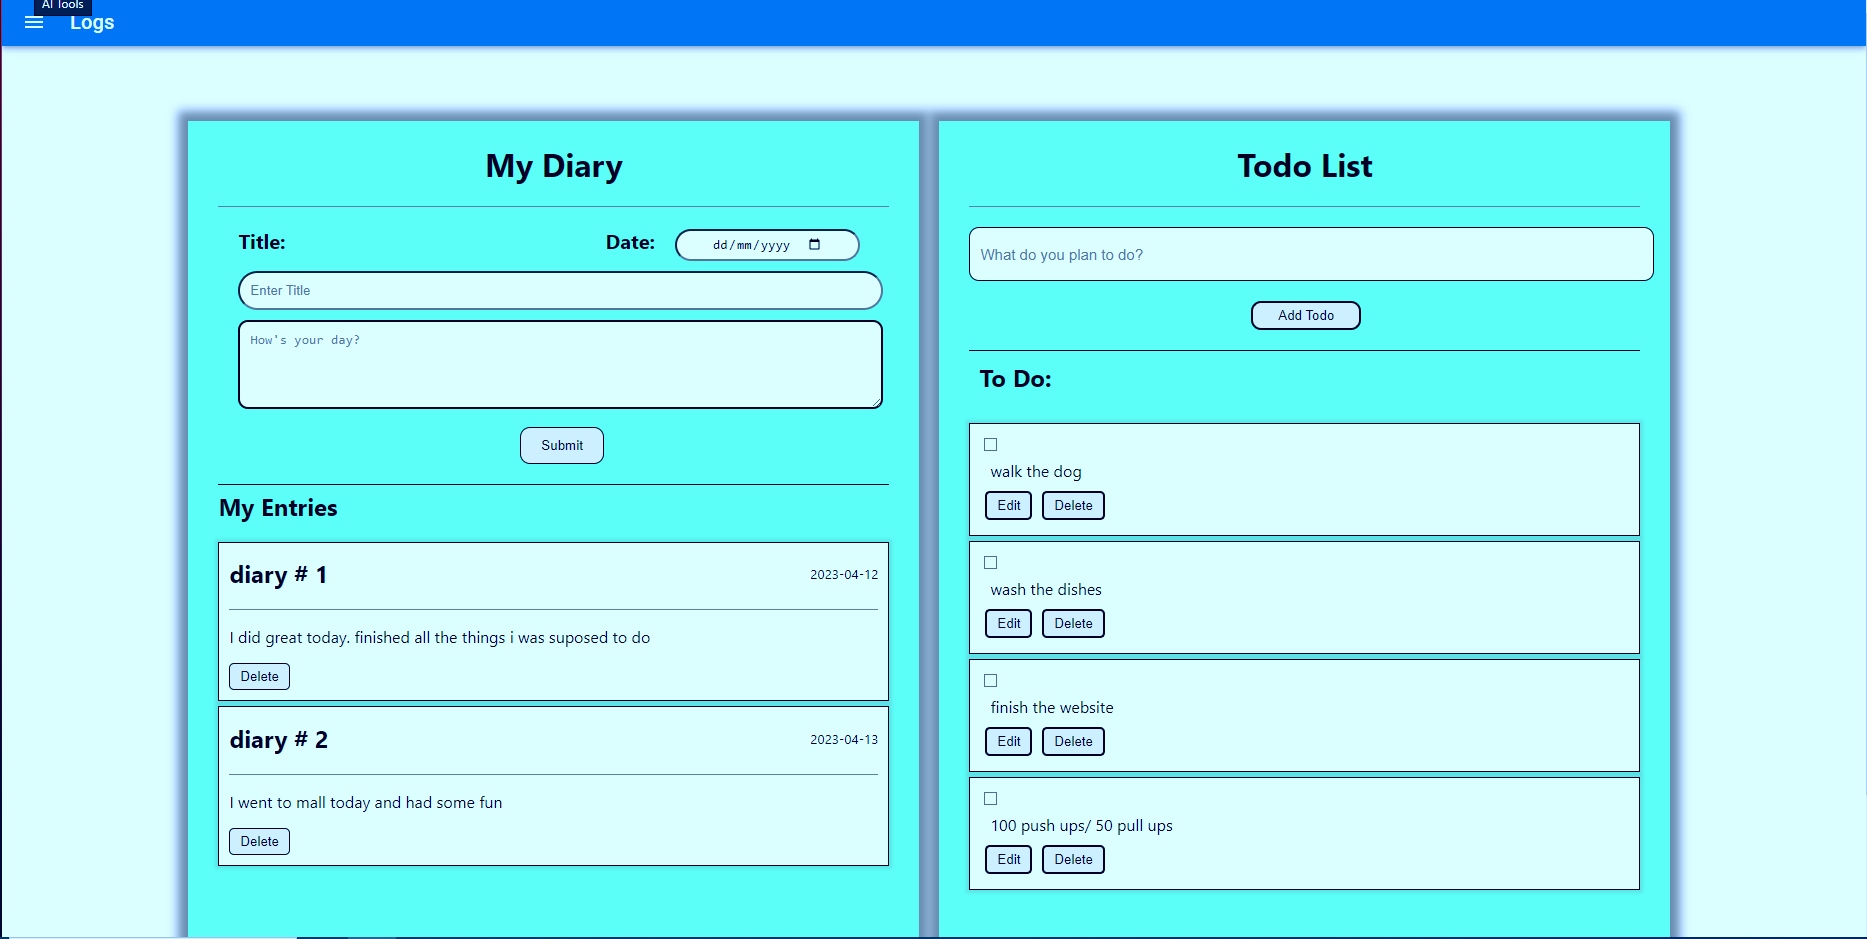 AI Tools
Logs
My Diary
Title:
Date:
dd/mm/yyyy
Enter Title
How's your day?
Submit
My Entries
diary # 1
2023-04-12
I did great today. finished all the things i was suposed to do
Delete
diary # 2
2023-04-13
I went to mall today and had some fun
Delete
Todo List
What do you plan to do?
Add Todo
To Do:
walk the dog
Edit Delete
wash the dishes
Edit Delete
finish the website
Edit Delete
100 push ups/ 50 pull ups
Edit Delete